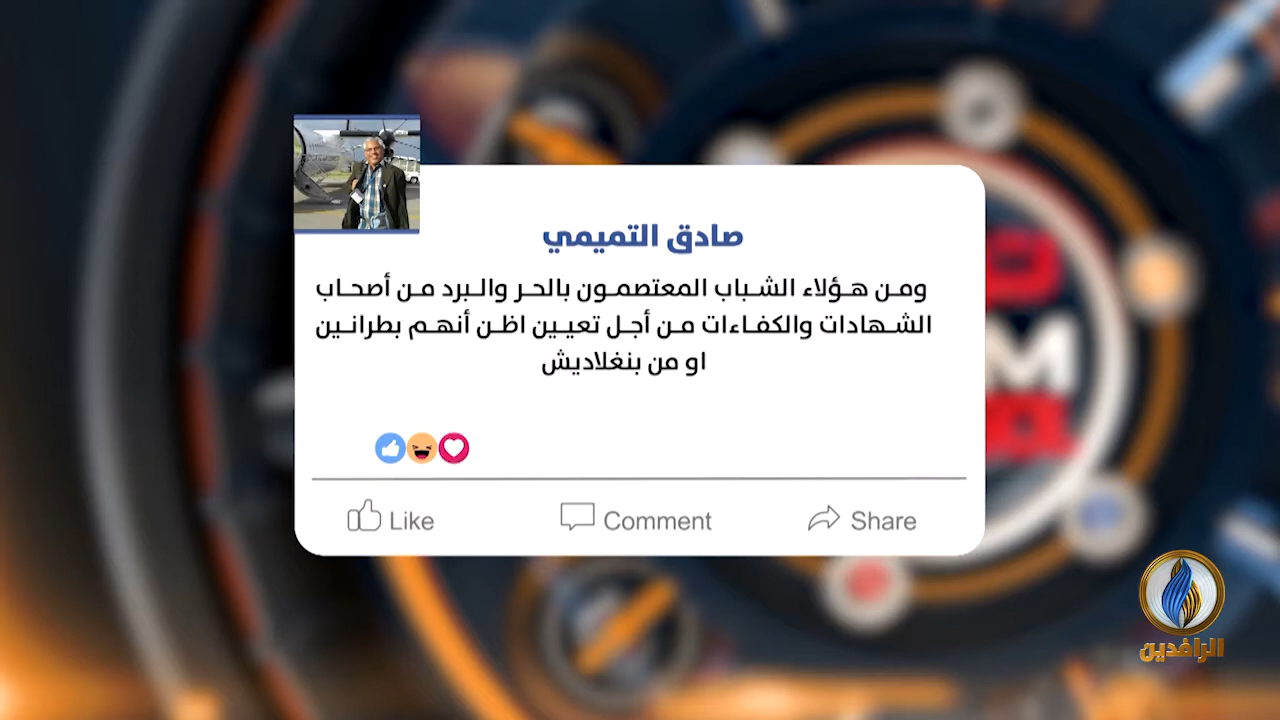 صادق التميمي
ومن هؤلاء الشباب المعتصمون بالحر والبرد من أصحاب
الشهادات والكفاءات من أجل تعيين اظن أنهم بطرانين
او من بنغلاديش
Like Comment Share
الرافدين